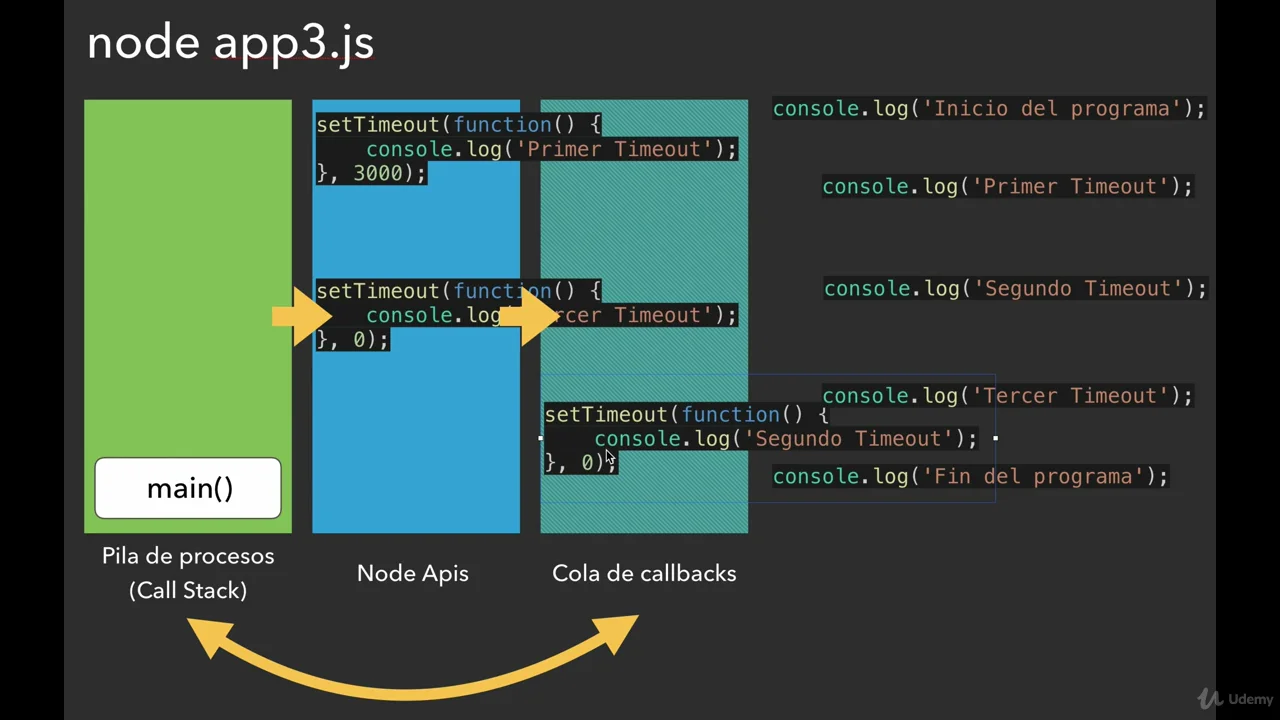 node app3.js
setTimeout(function() {
console.log('Primer Timeout');
}, 3000);
setTimeout(function() {
console.log rcer Timeout');
}, 0);
setTimeout(function() {
console.log('Segundo Timeout');
}, 0);
console.log('Inicio del programa');
console.log('Primer Timeout');
console.log('Segundo Timeout');
console.log('Tercer Timeout');
console.log('Fin del programa');
main()
Pila de procesos
(Call Stack)
Node Apis
Cola de callbacks
Udemy